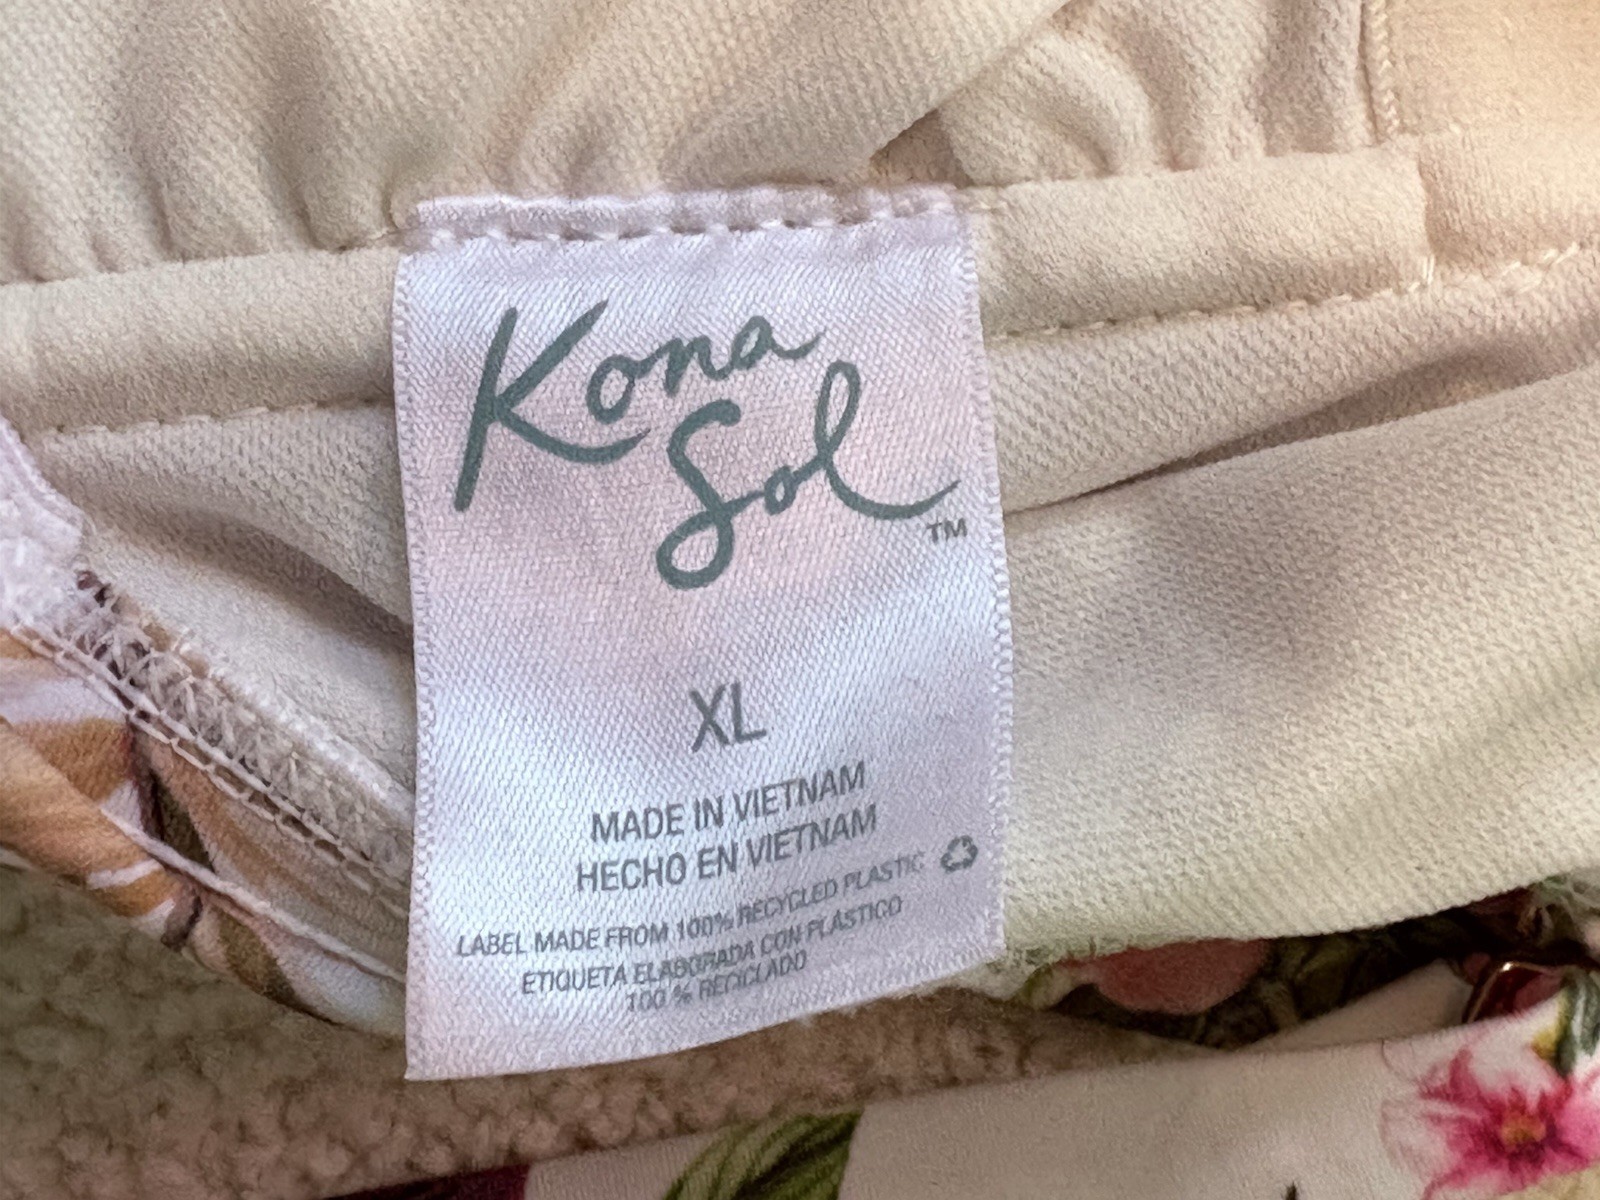 Kona
Sol
TM
XL
MADE IN VIETNAM
HECHO EN VIETNAM
LABEL MADE FROM 100% RECYCLED PLASTIC
ETIQUETA ELABORADA CON PLÁSTICO
100 % RECICLADO